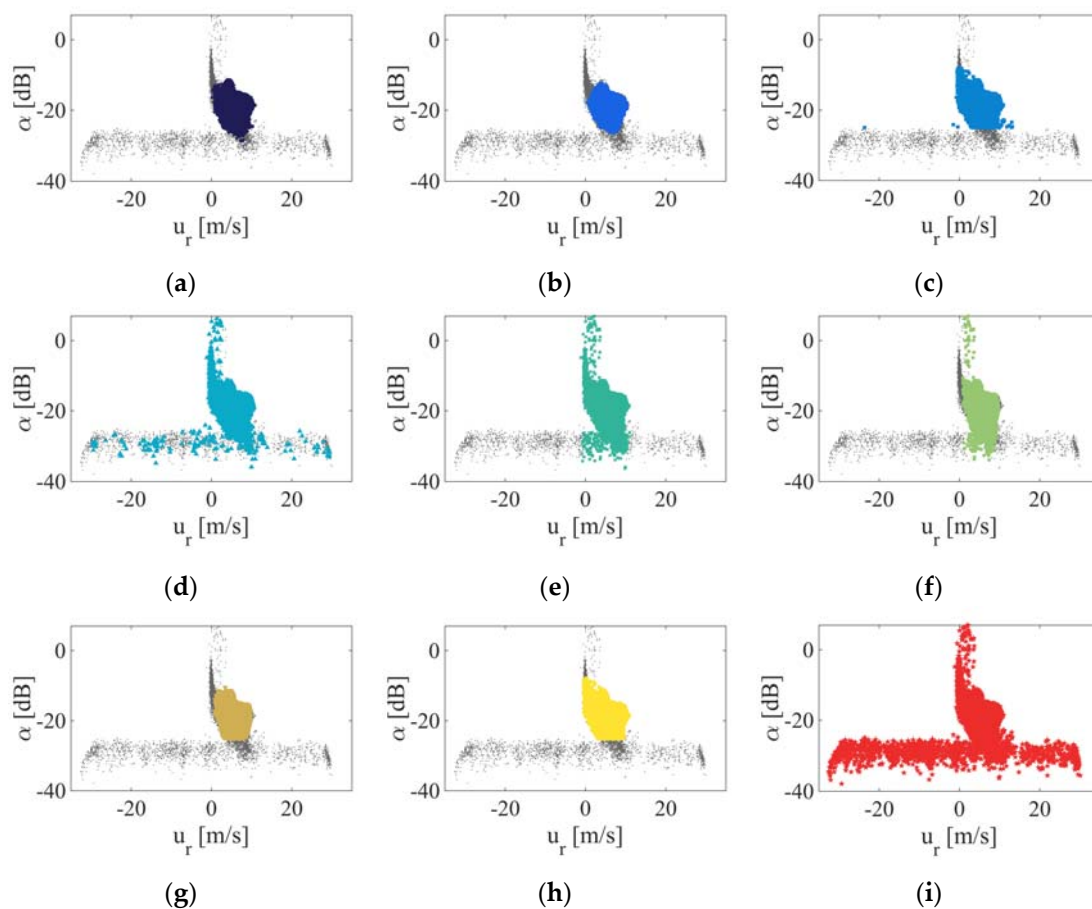 0
-20
-40
α [dB]
-20 0 20
u_r [m/s]
(a)
0
-20
-40
α [dB]
-20 0 20
u_r [m/s]
(b)
0
-20
-40
α [dB]
-20 0 20
u_r [m/s]
(c)
0
-20
-40
α [dB]
-20 0 20
u_r [m/s]
(d)
0
-20
-40
α [dB]
-20 0 20
u_r [m/s]
(e)
0
-20
-40
α [dB]
-20 0 20
u_r [m/s]
(f)
0
-20
-40
α [dB]
-20 0 20
u_r [m/s]
(g)
0
-20
-40
α [dB]
-20 0 20
u_r [m/s]
(h)
0
-20
-40
α [dB]
-20 0 20
u_r [m/s]
(i)